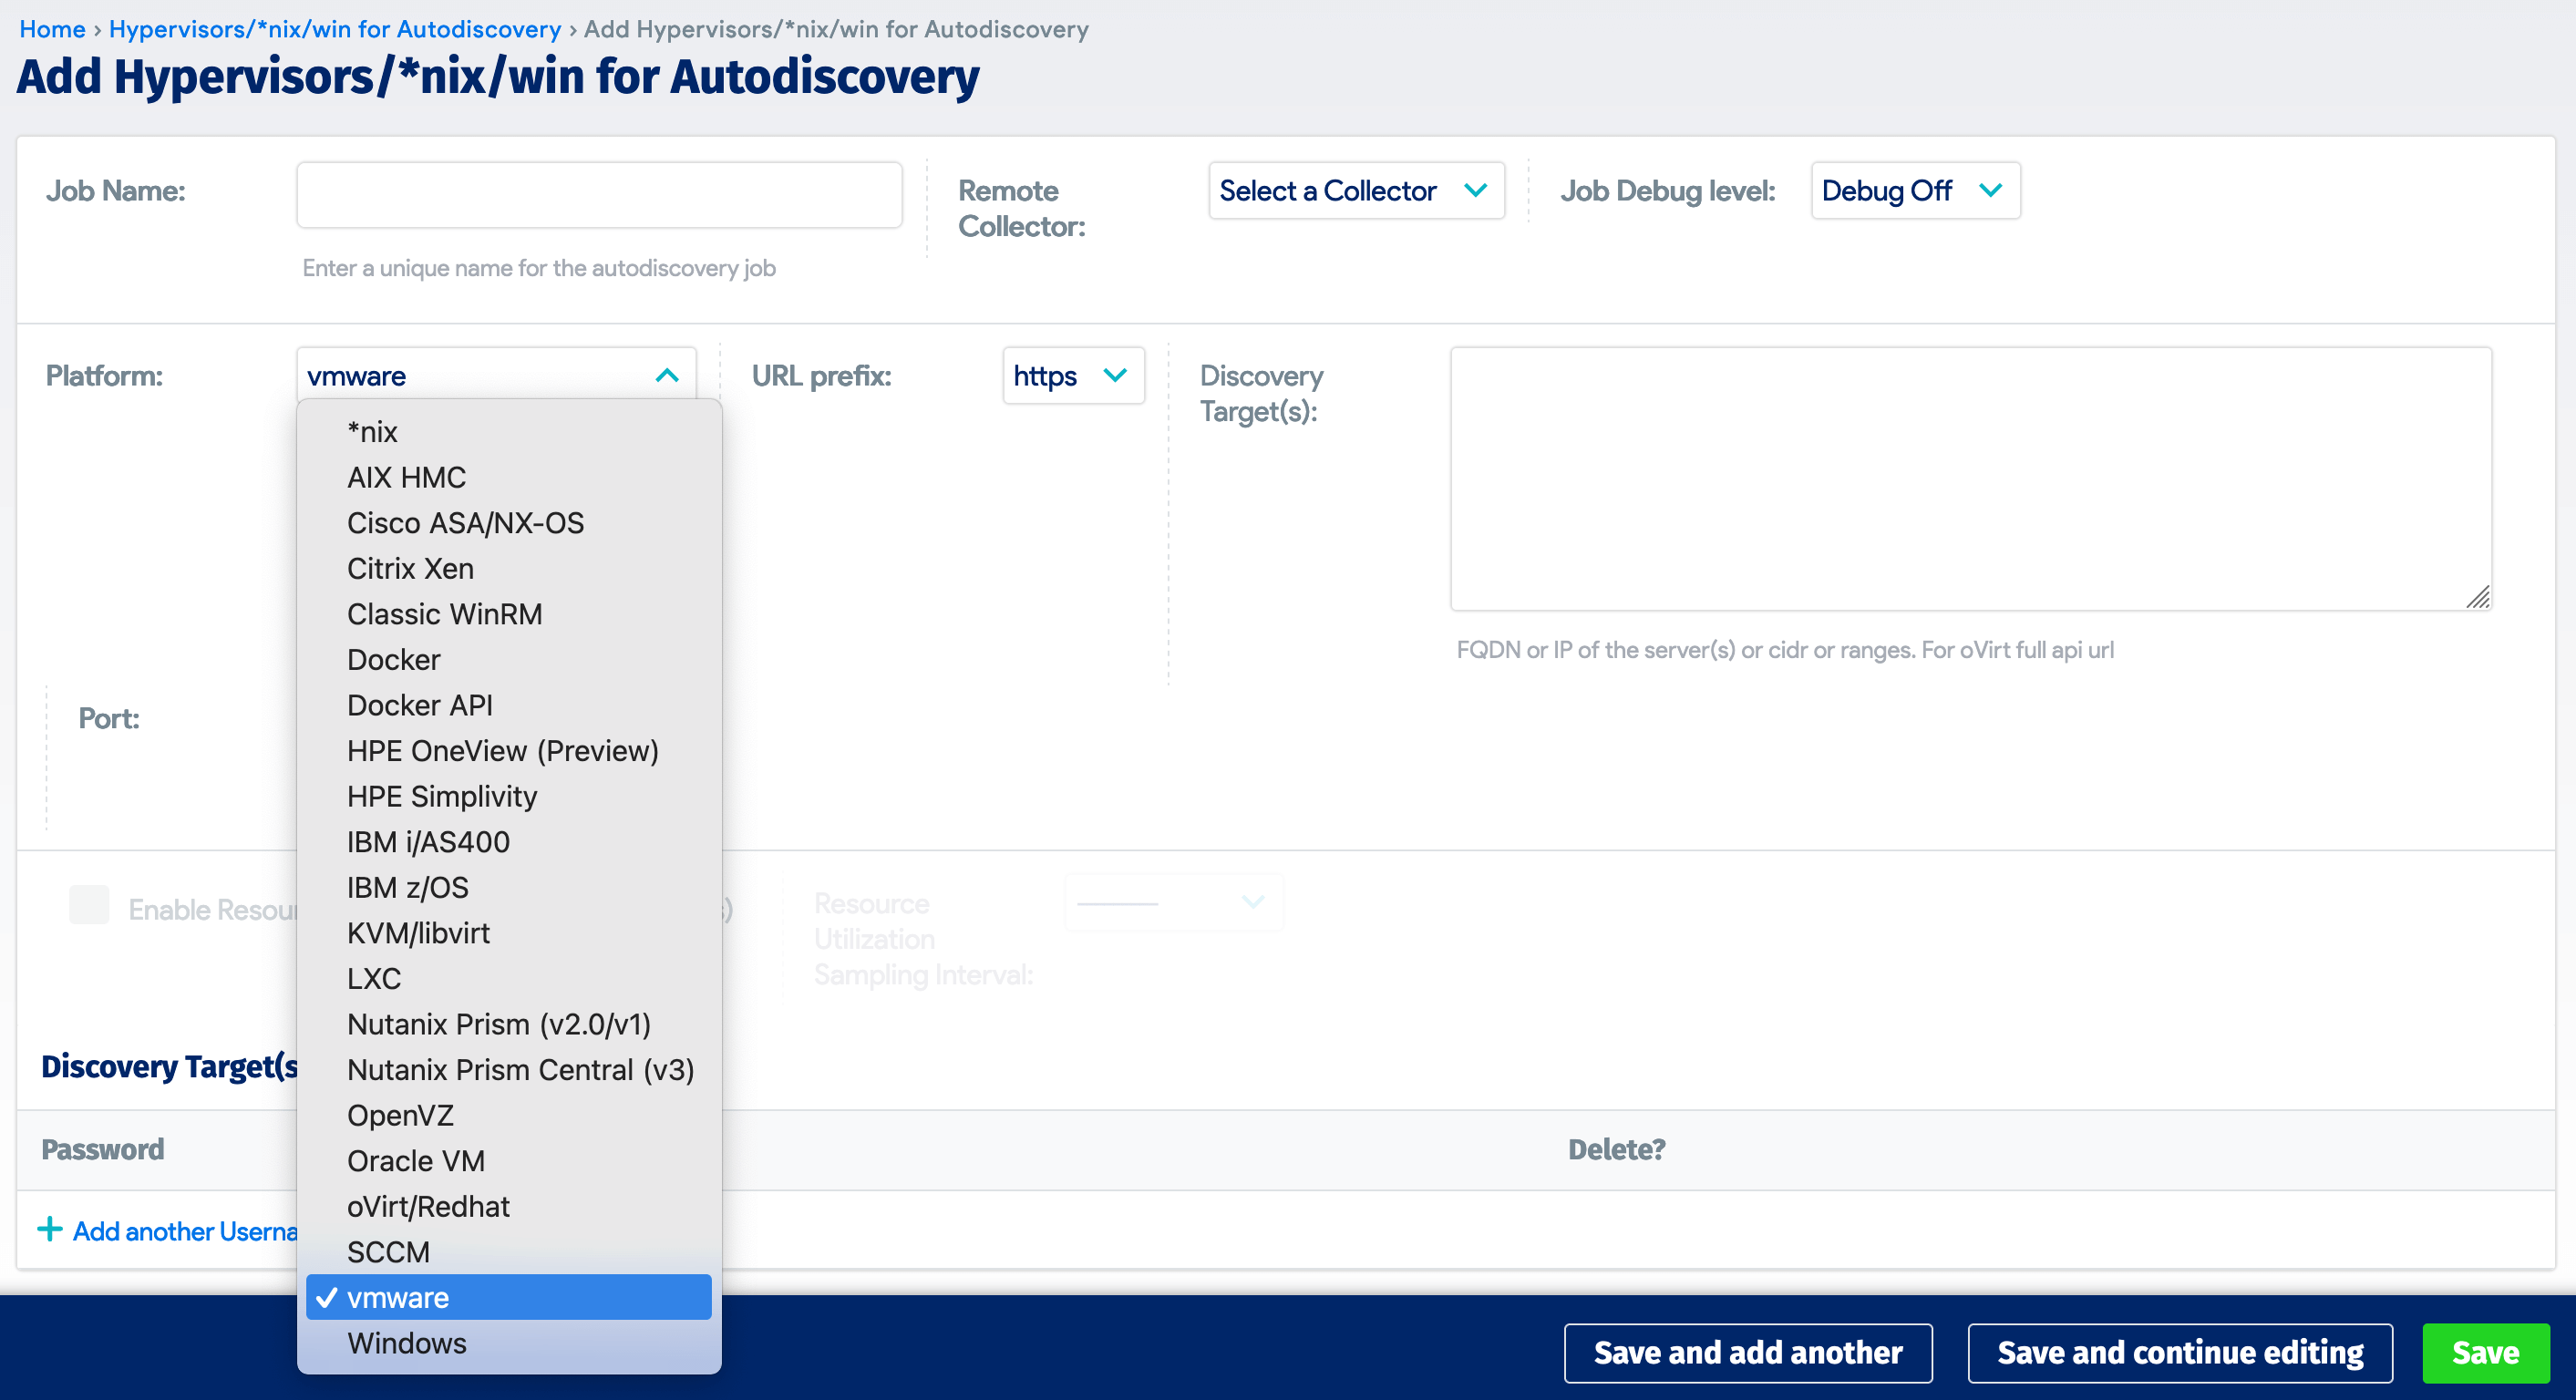 Home › Hypervisors/*nix/win for Autodiscovery › Add Hypervisors/*nix/win for Autodiscovery
Add Hypervisors/*nix/win for Autodiscovery
Job Name:
Enter a unique name for the autodiscovery job
Remote
Collector:
Select a Collector
Job Debug level:
Debug Off
Platform:
vmware
URL prefix:
https
Discovery
Target(s):
FQDN or IP of the server(s) or cidr or ranges. For oVirt full api url
*nix
AIX HMC
Cisco ASA/NX-OS
Citrix Xen
Classic WinRM
Docker
Docker API
HPE OneView (Preview)
HPE Simplivity
IBM i/AS400
IBM z/OS
KVM/libvirt
LXC
Nutanix Prism (v2.0/v1)
Nutanix Prism Central (v3)
OpenVZ
Oracle VM
oVirt/Redhat
SCCM
✓ vmware
Windows
Port:
Enable Resour
Resource
Utilization
Sampling Interval:
Discovery Target(s
Password
Delete?
+ Add another Userna
Save and add another
Save and continue editing
Save